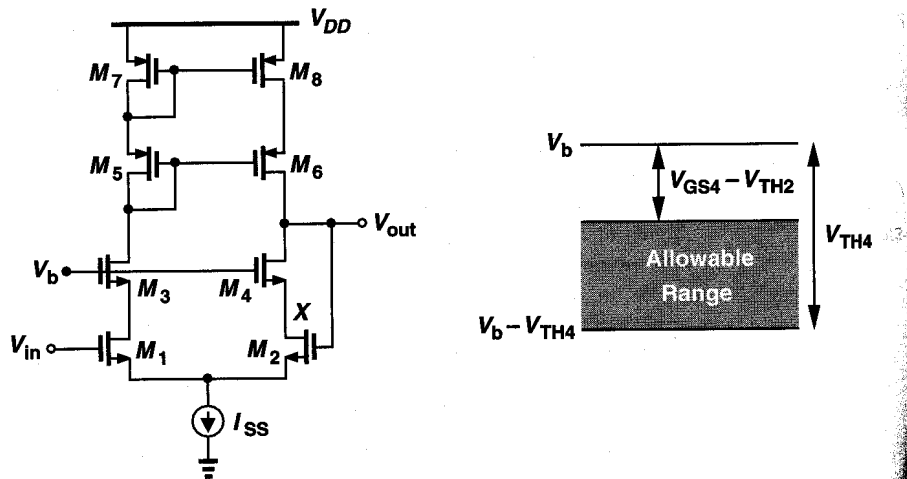 V_DD
M_7
M_8
M_5
M_6
V_out
V_b
M_3
M_4
X
V_in
M_1
M_2
I_SS
V_b
V_GS4 – V_TH2
V_TH4
Allowable
Range
V_b – V_TH4